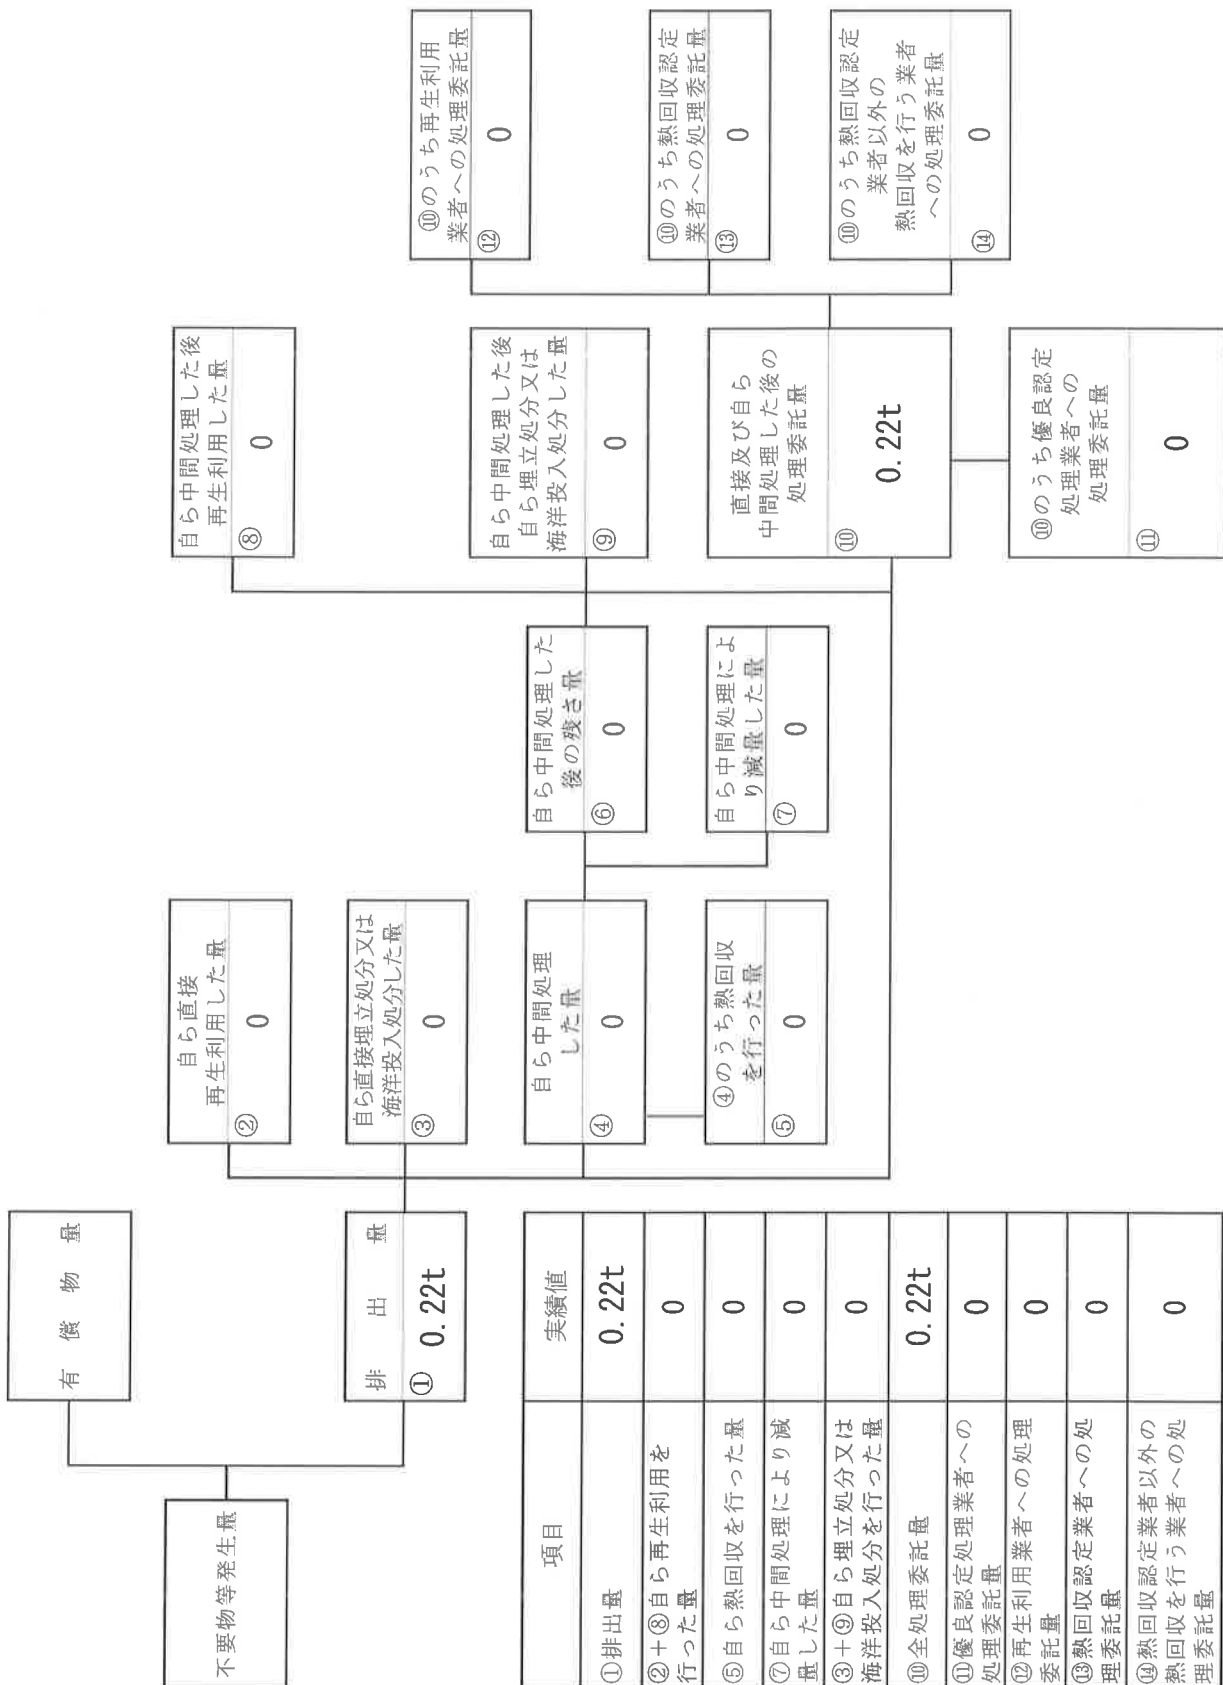 不要物等発生量
有　償　物　量
排　出　量
① 0.22t
自ら直接
再生利用した量
② 0
自ら直接埋立処分又は
海洋投入処分した量
③ 0
自ら中間処理
した量
④ 0
④のうち熱回収
を行った量
⑤ 0
自ら中間処理した
後の残さ量
⑥ 0
自ら中間処理によ
り減量した量
⑦ 0
自ら中間処理した後
再生利用した量
⑧ 0
自ら中間処理した後
自ら埋立処分又は
海洋投入処分した量
⑨ 0
直接及び自ら
中間処理した後の
処理委託量
⑩ 0.22t
⑩のうち優良認定
処理業者への
処理委託量
⑪ 0
⑩のうち再生利用
業者への処理委託量
⑫ 0
⑩のうち熱回収認定
業者への処理委託量
⑬ 0
⑩のうち熱回収認定
業者以外の
熱回収を行う業者
への処理委託量
⑭ 0
項目 実績値
①排出量 0.22t
②＋⑧自ら再生利用を
行った量 0
⑤自ら熱回収を行った量 0
⑦自ら中間処理により減
量した量 0
③＋⑨自ら埋立処分又は
海洋投入処分を行った量 0
⑩全処理委託量 0.22t
⑪優良認定処理業者への
処理委託量 0
⑫再生利用業者への処理
委託量 0
⑬熱回収認定業者への処
理委託量 0
⑭熱回収認定業者以外の
熱回収を行う業者への処
理委託量 0